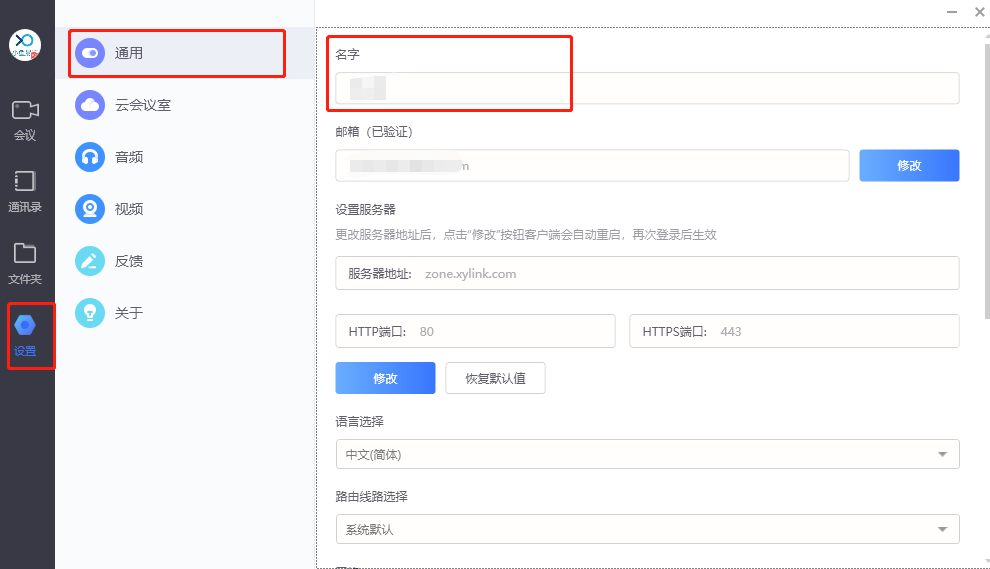 会议
通讯录
文件夹
设置
通用
云会议室
音频
视频
反馈
关于
名字
邮箱（已验证）
m
修改
设置服务器
更改服务器地址后，点击“修改”按钮客户端会自动重启，再次登录后生效
服务器地址: zone.xylink.com
HTTP端口: 80
HTTPS端口: 443
修改
恢复默认值
语言选择
中文(简体)
路由线路选择
系统默认